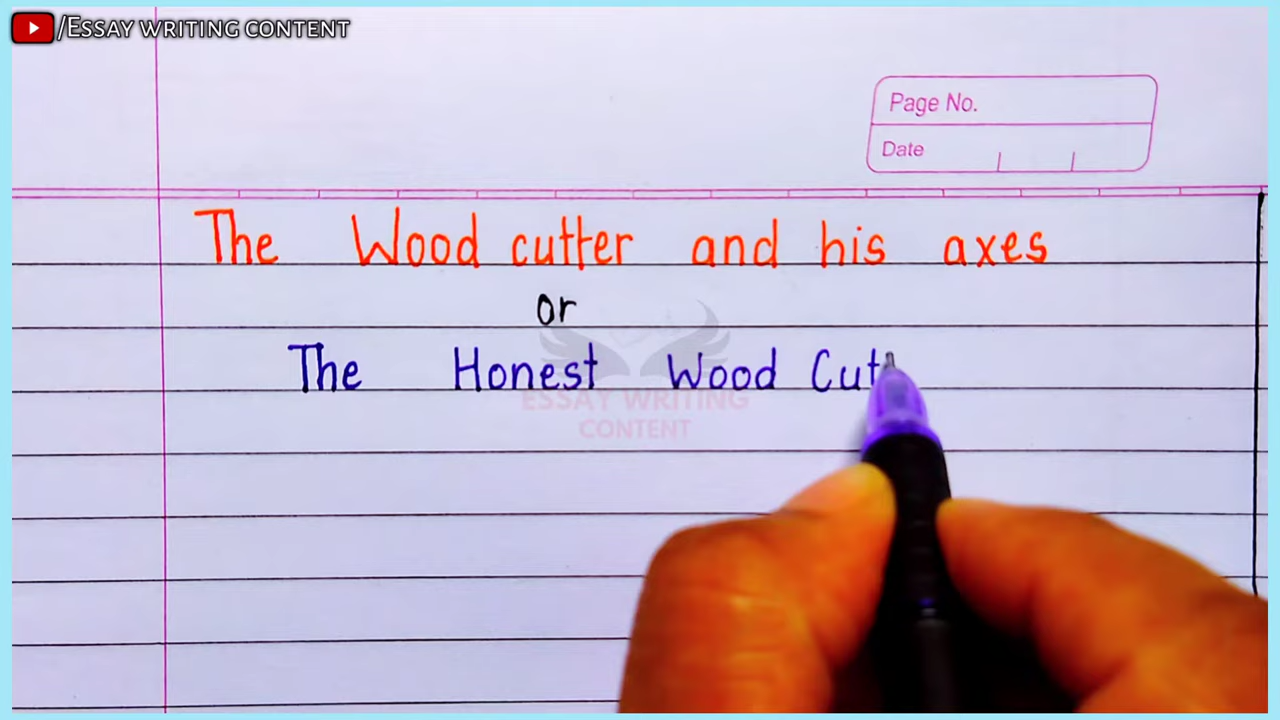 /ESSAY WRITING CONTENT
Page No.
Date
The Wood cutter and his axes
or
The Honest Wood Cut
ESSAY WRITING
CONTENT